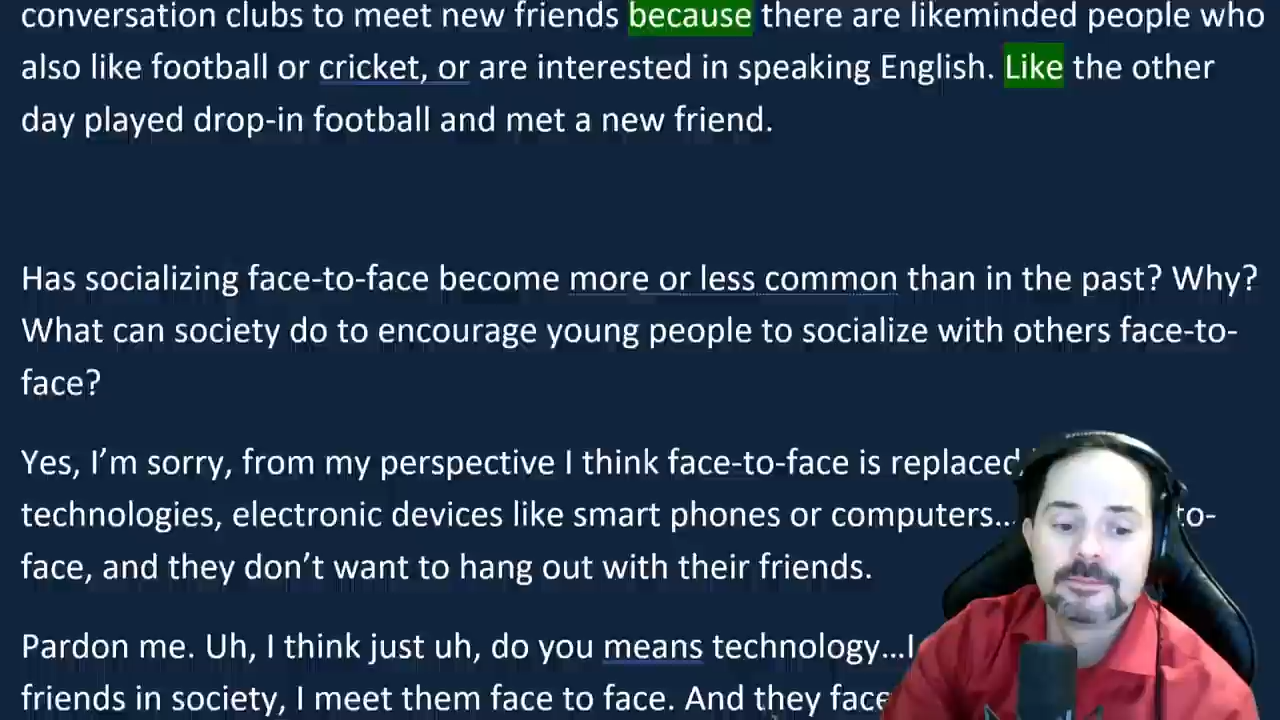 conversation clubs to meet new friends because there are likeminded people who
also like football or cricket, or are interested in speaking English. Like the other
day played drop-in football and met a new friend.
Has socializing face-to-face become more or less common than in the past? Why?
What can society do to encourage young people to socialize with others face-to-
face?
Yes, I’m sorry, from my perspective I think face-to-face is replaced
technologies, electronic devices like smart phones or computers… to-
face, and they don’t want to hang out with their friends.
Pardon me. Uh, I think just uh, do you means technology…I
friends in society, I meet them face to face. And they face